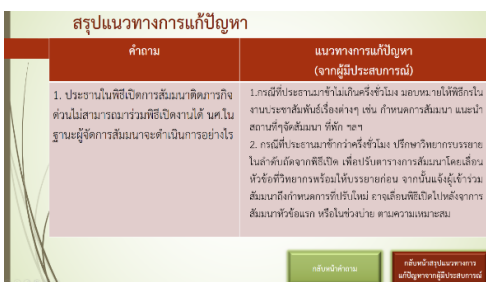 สรุปแนวทางการแก้ปัญหา
คำถาม
แนวทางการแก้ปัญหา
(จากผู้มีประสบการณ์)
1. ประธานในพิธีเปิดการสัมมนาติดภารกิจ
ด่วนไม่สามารถมาร่วมพิธีเปิดงานได้ นศ.ใน
ฐานะผู้จัดการสัมมนาจะดำเนินการอย่างไร
1.กรณีที่ประธานมาช้าไม่เกินครึ่งชั่วโมง มอบหมายให้พิธีกรใน
งานประชาสัมพันธ์เรื่องต่างๆ เช่น กำหนดการสัมมนา แนะนำ
สถานที่ๆจัดสัมมนา ที่พัก ฯลฯ
2. กรณีที่ประธานมาช้ากว่าครึ่งชั่วโมง ปรึกษาวิทยากรบรรยาย
ในลำดับถัดจากพิธีเปิด เพื่อปรับตารางการสัมมนาโดยเลื่อน
หัวข้อที่วิทยากรพร้อมให้บรรยายก่อน จากนั้นแจ้งผู้เข้าร่วม
สัมมนาถึงกำหนดการที่ปรับใหม่ อาจเลื่อนพิธีเปิดไปหลังจาการ
สัมมนาหัวข้อแรก หรือในช่วงบ่าย ตามความเหมาะสม
กลับหน้าคำถาม
กลับหน้าสรุปแนวทางการ
แก้ปัญหาจากผู้มีประสบการณ์